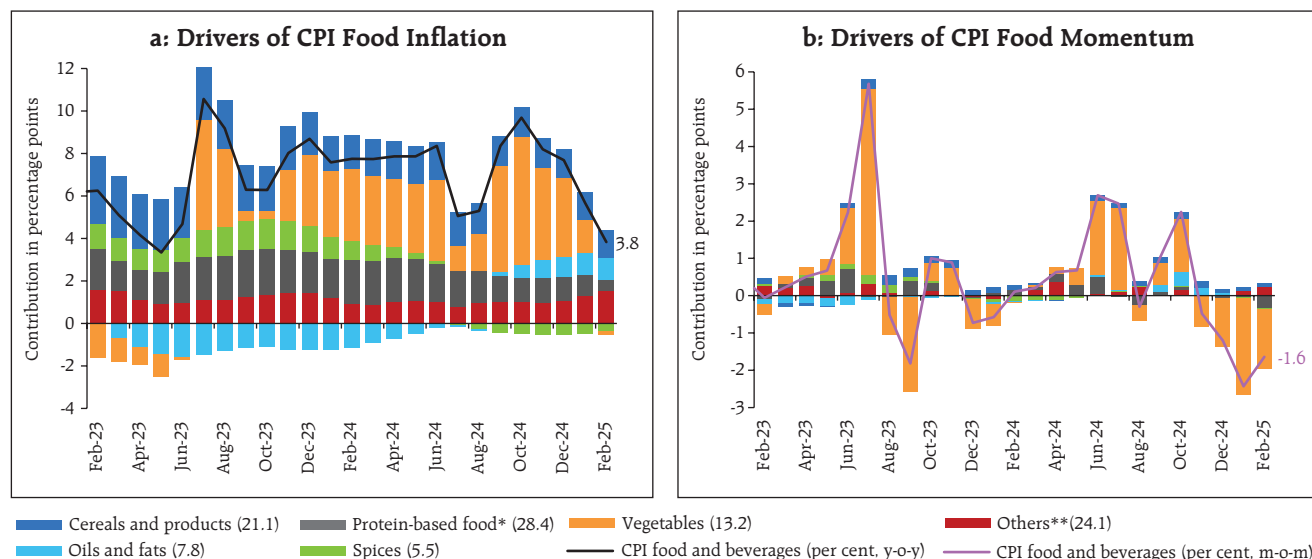 a: Drivers of CPI Food Inflation
Contribution in percentage points
12
10
8
6
4
2
0
-2
-4
3.8
Feb-23
Apr-23
Jun-23
Aug-23
Oct-23
Dec-23
Feb-24
Apr-24
Jun-24
Aug-24
Oct-24
Dec-24
Feb-25
b: Drivers of CPI Food Momentum
Contribution in percentage points
6
5
4
3
2
1
0
-1
-2
-3
-1.6
Feb-23
Apr-23
Jun-23
Aug-23
Oct-23
Dec-23
Feb-24
Apr-24
Jun-24
Aug-24
Oct-24
Dec-24
Feb-25
Cereals and products (21.1) Protein-based food* (28.4) Vegetables (13.2) Others**(24.1)
Oils and fats (7.8) Spices (5.5) CPI food and beverages (per cent, y-o-y) CPI food and beverages (per cent, m-o-m)